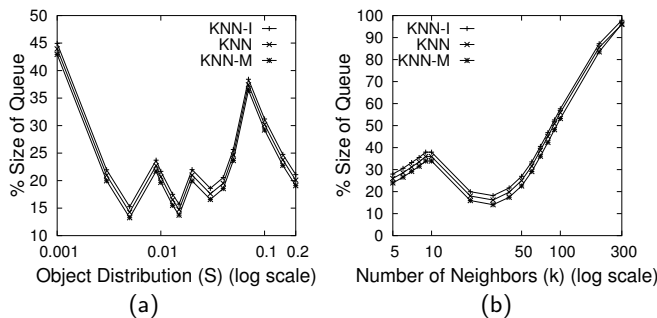 % Size of Queue
45
40
35
30
25
20
15
10
KNN-I
KNN
KNN-M
0.001
0.01
0.1
0.2
Object Distribution (S) (log scale)
(a)
% Size of Queue
100
90
80
70
60
50
40
30
20
10
0
KNN-I
KNN
KNN-M
5
10
50
100
300
Number of Neighbors (k) (log scale)
(b)